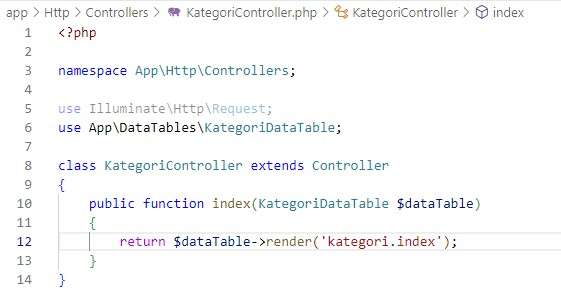 app > Http > Controllers > KategoriController.php > KategoriController > index
1 <?php
2
3 namespace App\Http\Controllers;
4
5 use Illuminate\Http\Request;
6 use App\DataTables\KategoriDataTable;
7
8 class KategoriController extends Controller
9 {
10     public function index(KategoriDataTable $dataTable)
11     {
12         return $dataTable->render('kategori.index');
13     }
14 }